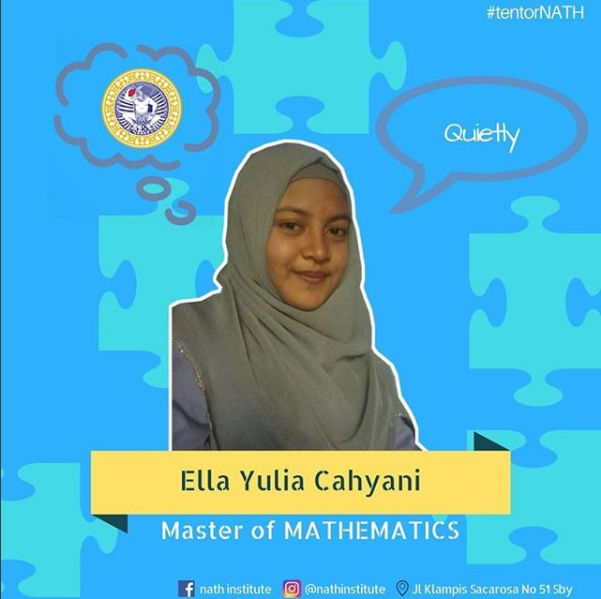 #tentorNATH
Quietly
Ella Yulia Cahyani
Master of MATHEMATICS
nath institute @nathinstitute Jl Klampis Sacarosa No 51 Sby